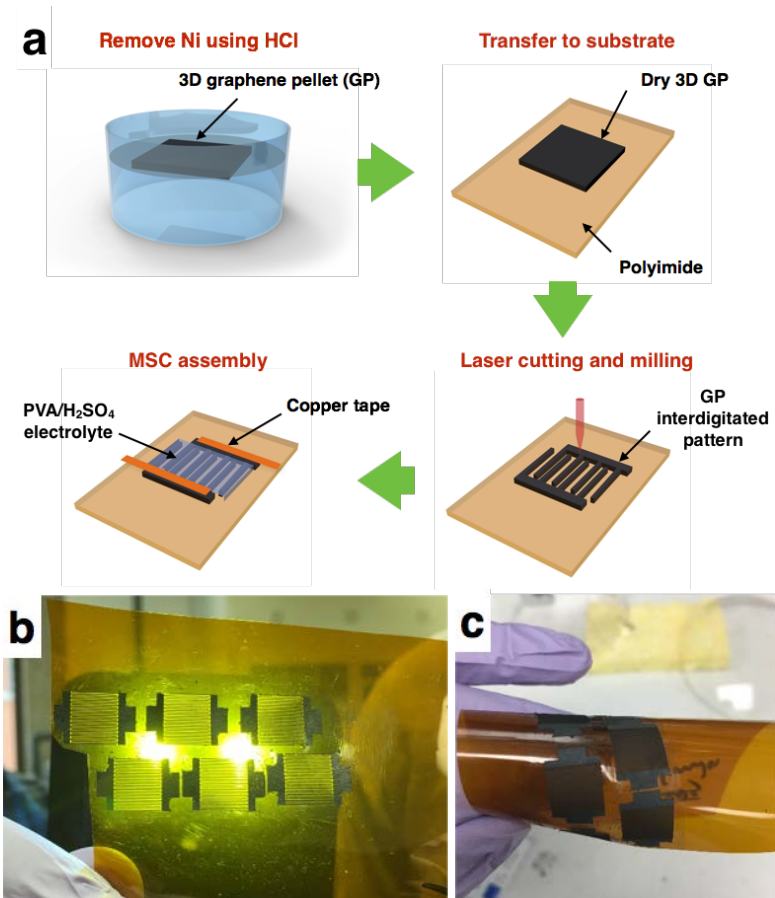 a
Remove Ni using HCl
Transfer to substrate
3D graphene pellet (GP)
Dry 3D GP
Polyimide
MSC assembly
Laser cutting and milling
PVA/H₂SO₄
electrolyte
Copper tape
GP
interdigitated
pattern
b
c